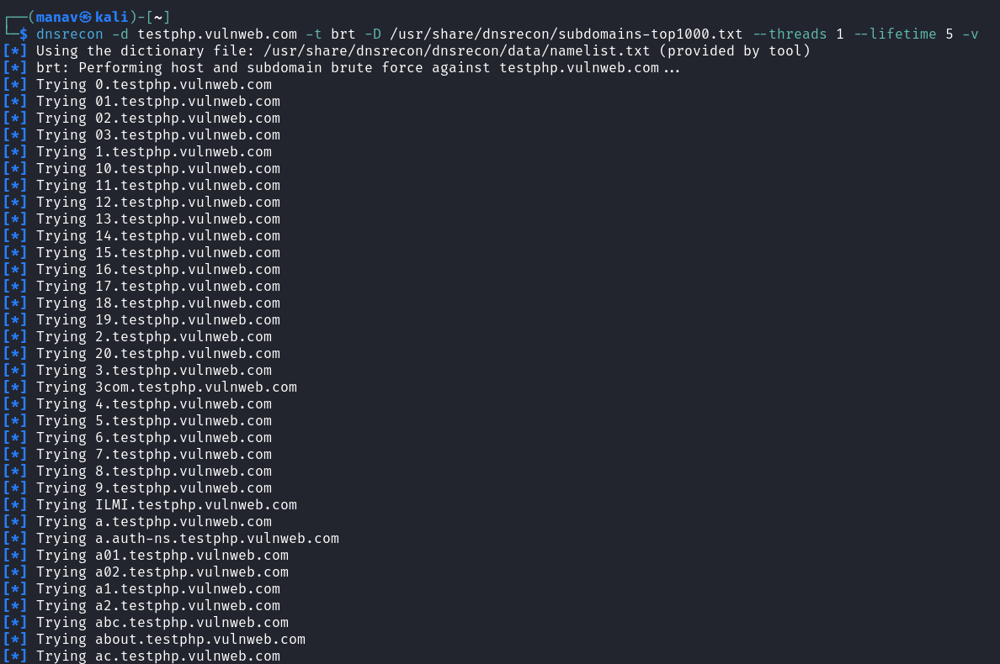 ┌──(manav㉿kali)-[~]
└─$ dnsrecon -d testphp.vulnweb.com -t brt -D /usr/share/dnsrecon/subdomains-top1000.txt --threads 1 --lifetime 5 -v
[*] Using the dictionary file: /usr/share/dnsrecon/dnsrecon/data/namelist.txt (provided by tool)
[*] brt: Performing host and subdomain brute force against testphp.vulnweb.com...
[*] Trying 0.testphp.vulnweb.com
[*] Trying 01.testphp.vulnweb.com
[*] Trying 02.testphp.vulnweb.com
[*] Trying 03.testphp.vulnweb.com
[*] Trying 1.testphp.vulnweb.com
[*] Trying 10.testphp.vulnweb.com
[*] Trying 11.testphp.vulnweb.com
[*] Trying 12.testphp.vulnweb.com
[*] Trying 13.testphp.vulnweb.com
[*] Trying 14.testphp.vulnweb.com
[*] Trying 15.testphp.vulnweb.com
[*] Trying 16.testphp.vulnweb.com
[*] Trying 17.testphp.vulnweb.com
[*] Trying 18.testphp.vulnweb.com
[*] Trying 19.testphp.vulnweb.com
[*] Trying 2.testphp.vulnweb.com
[*] Trying 20.testphp.vulnweb.com
[*] Trying 3.testphp.vulnweb.com
[*] Trying 3com.testphp.vulnweb.com
[*] Trying 4.testphp.vulnweb.com
[*] Trying 5.testphp.vulnweb.com
[*] Trying 6.testphp.vulnweb.com
[*] Trying 7.testphp.vulnweb.com
[*] Trying 8.testphp.vulnweb.com
[*] Trying 9.testphp.vulnweb.com
[*] Trying ILMI.testphp.vulnweb.com
[*] Trying a.testphp.vulnweb.com
[*] Trying a.auth-ns.testphp.vulnweb.com
[*] Trying a01.testphp.vulnweb.com
[*] Trying a02.testphp.vulnweb.com
[*] Trying a1.testphp.vulnweb.com
[*] Trying a2.testphp.vulnweb.com
[*] Trying abc.testphp.vulnweb.com
[*] Trying about.testphp.vulnweb.com
[*] Trying ac.testphp.vulnweb.com